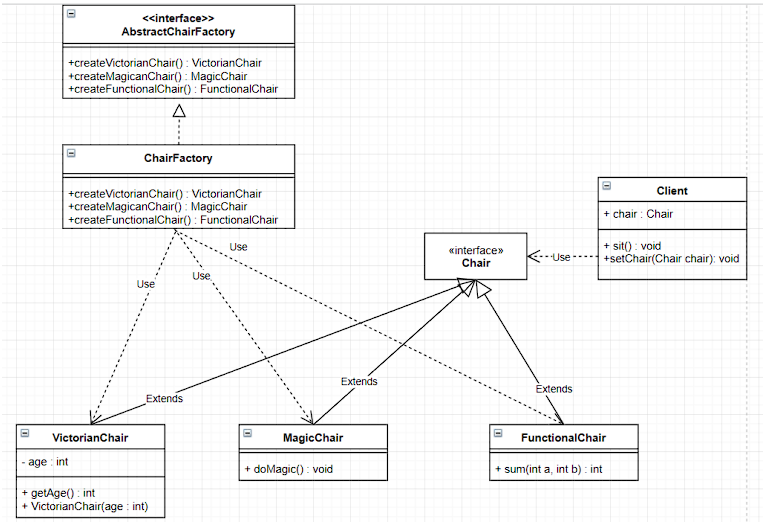 <<interface>>
AbstractChairFactory
+createVictorianChair() : VictorianChair
+createMagicanChair() : MagicChair
+createFunctionalChair() : FunctionalChair
ChairFactory
+createVictorianChair() : VictorianChair
+createMagicanChair() : MagicChair
+createFunctionalChair() : FunctionalChair
Client
+ chair : Chair
+ sit() : void
+setChair(Chair chair): void
«interface»
Chair
Use
Use
Use
Use
Extends
Extends
Extends
VictorianChair
- age : int
+ getAge() : int
+ VictorianChair(age : int)
MagicChair
+ doMagic() : void
FunctionalChair
+ sum(int a, int b) : int